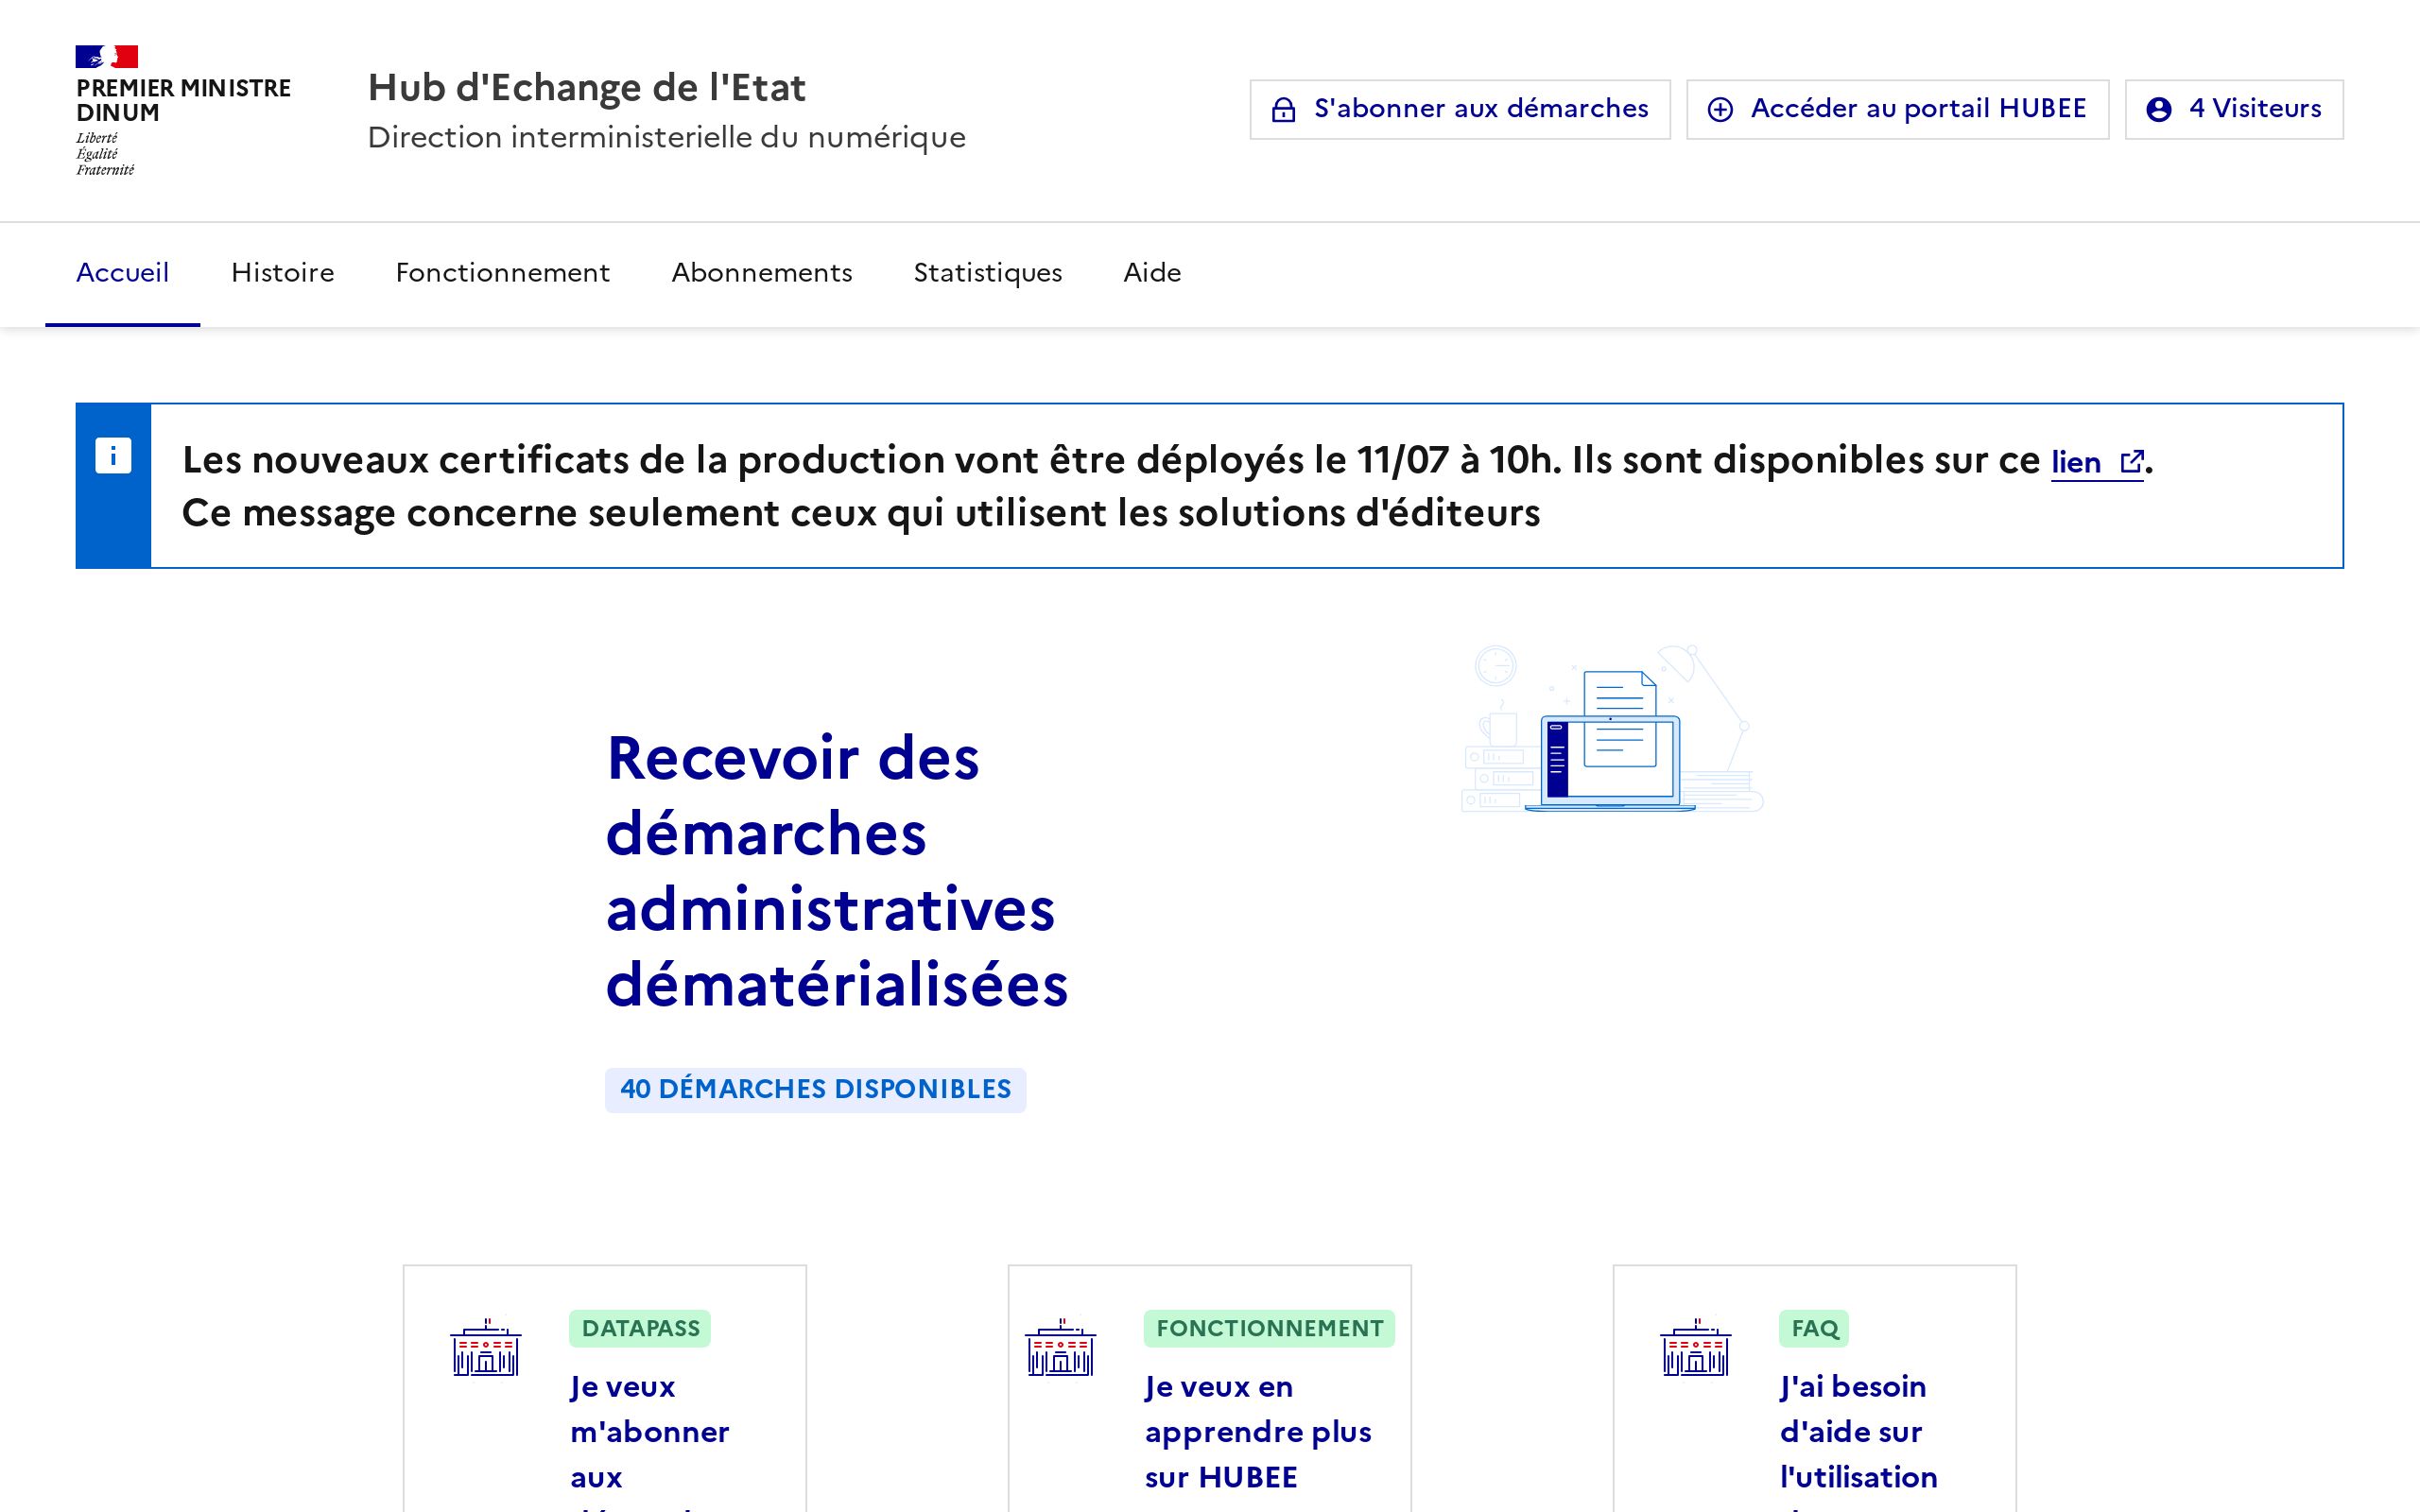 PREMIER MINISTRE
DINUM
Liberté
Égalité
Fraternité
Hub d'Echange de l'Etat
Direction interministerielle du numérique
S'abonner aux démarches
Accéder au portail HUBEE
4 Visiteurs
Accueil
Histoire
Fonctionnement
Abonnements
Statistiques
Aide
Les nouveaux certificats de la production vont être déployés le 11/07 à 10h. Ils sont disponibles sur ce lien.
Ce message concerne seulement ceux qui utilisent les solutions d'éditeurs
Recevoir des
démarches
administratives
dématérialisées
40 DÉMARCHES DISPONIBLES
DATAPASS
Je veux
m'abonner
aux
FONCTIONNEMENT
Je veux en
apprendre plus
sur HUBEE
FAQ
J'ai besoin
d'aide sur
l'utilisation